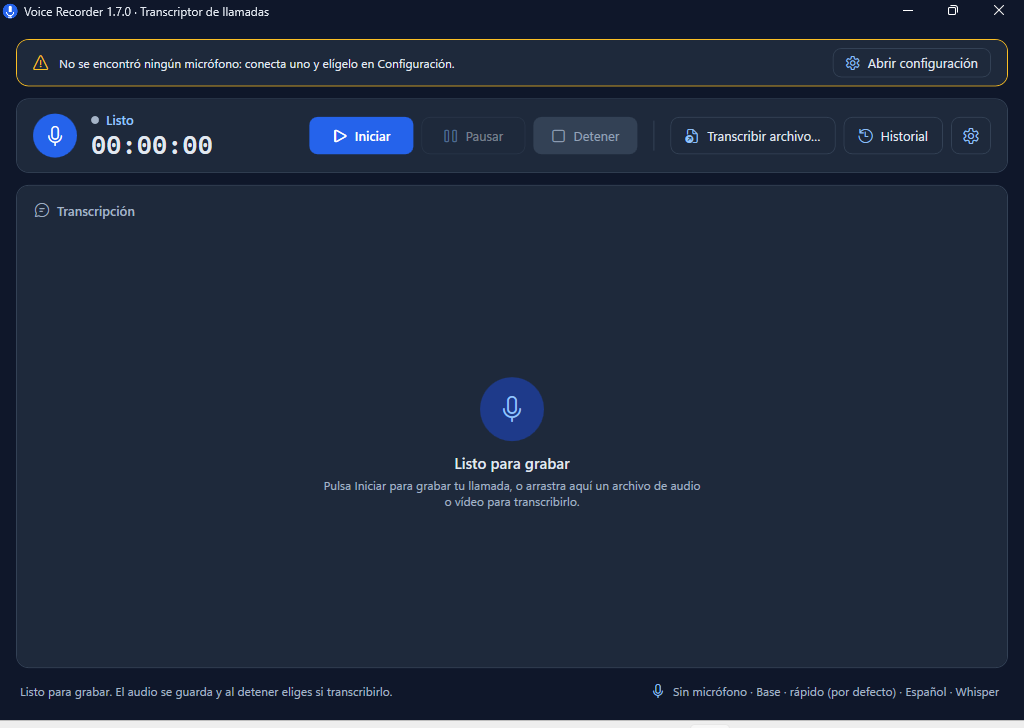 Voice Recorder 1.7.0 · Transcriptor de llamadas
No se encontró ningún micrófono: conecta uno y elígelo en Configuración.
Abrir configuración
Listo
00:00:00
Iniciar
Pausar
Detener
Transcribir archivo...
Historial
Transcripción
Listo para grabar
Pulsa Iniciar para grabar tu llamada, o arrastra aquí un archivo de audio
o vídeo para transcribirlo.
Listo para grabar. El audio se guarda y al detener eliges si transcribirlo.
Sin micrófono · Base · rápido (por defecto) · Español · Whisper